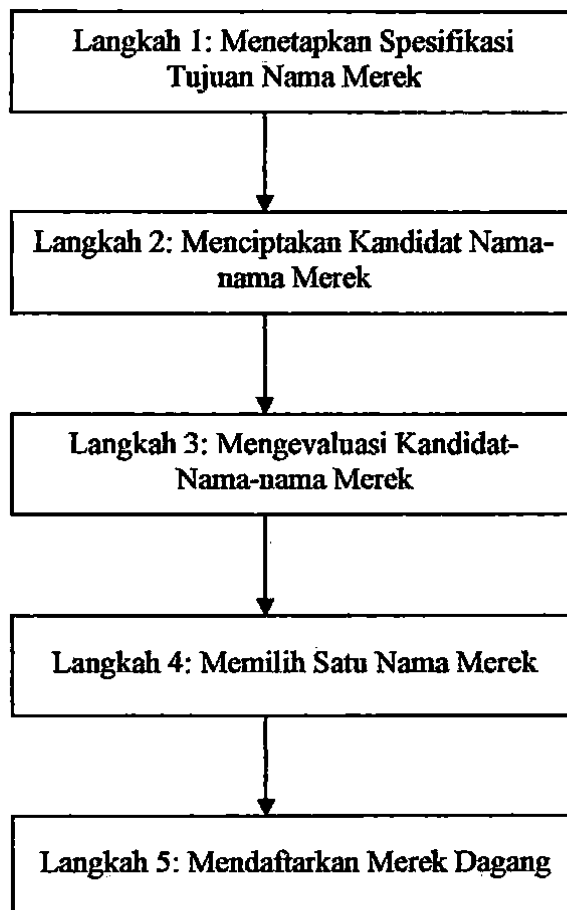 Langkah 1: Menetapkan Spesifikasi
Tujuan Nama Merek
Langkah 2: Menciptakan Kandidat Nama-
nama Merek
Langkah 3: Mengevaluasi Kandidat-
Nama-nama Merek
Langkah 4: Memilih Satu Nama Merek
Langkah 5: Mendaftarkan Merek Dagang